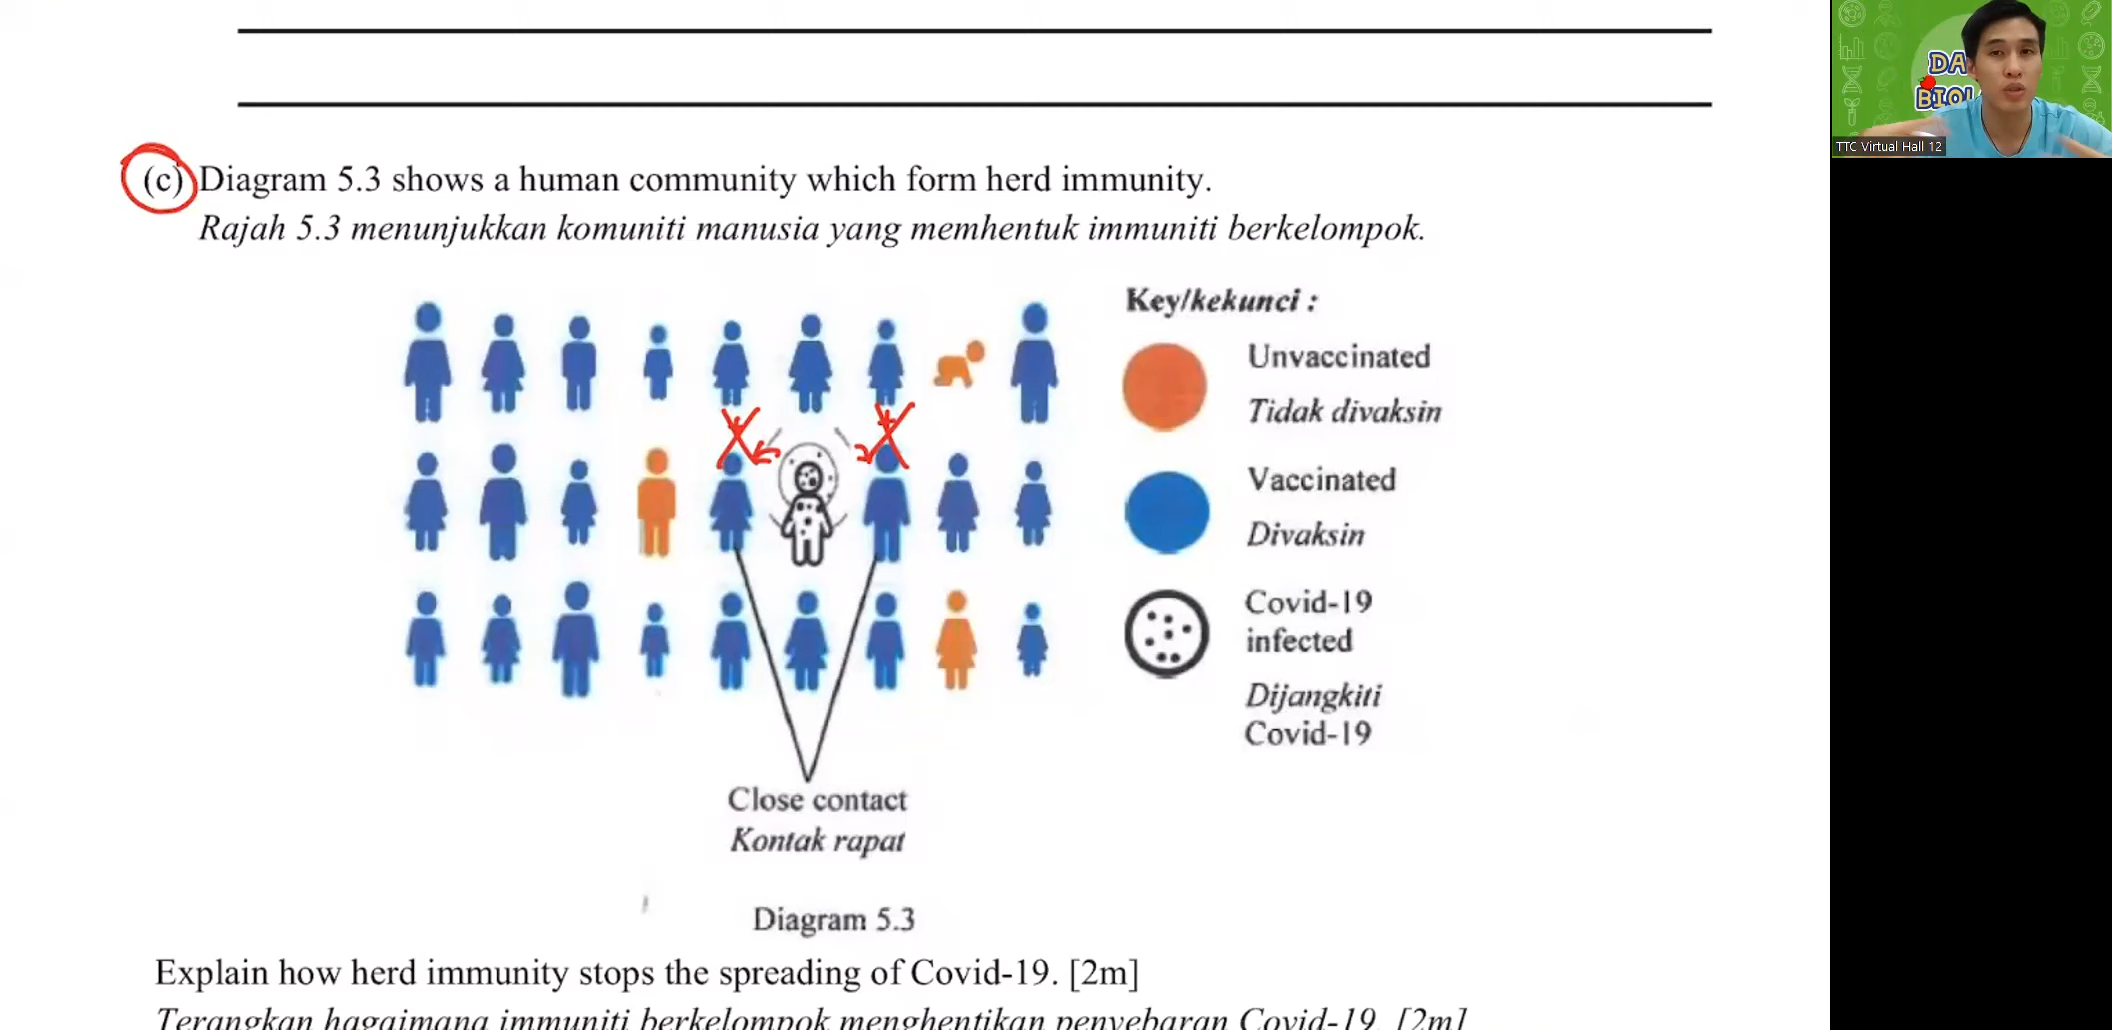 (c) Diagram 5.3 shows a human community which form herd immunity.
Rajah 5.3 menunjukkan komuniti manusia yang memhentuk immuniti berkelompok.
Key/kekunci :
Unvaccinated
Tidak divaksin
Vaccinated
Divaksin
Covid-19
infected
Dijangkiti
Covid-19
Close contact
Kontak rapat
Diagram 5.3
Explain how herd immunity stops the spreading of Covid-19. [2m]
Terangkan bagaimana immuniti berkelompok menghentikan penyebaran Covid-19. [2m]
DA
BIOL
TTC Virtual Hall 12